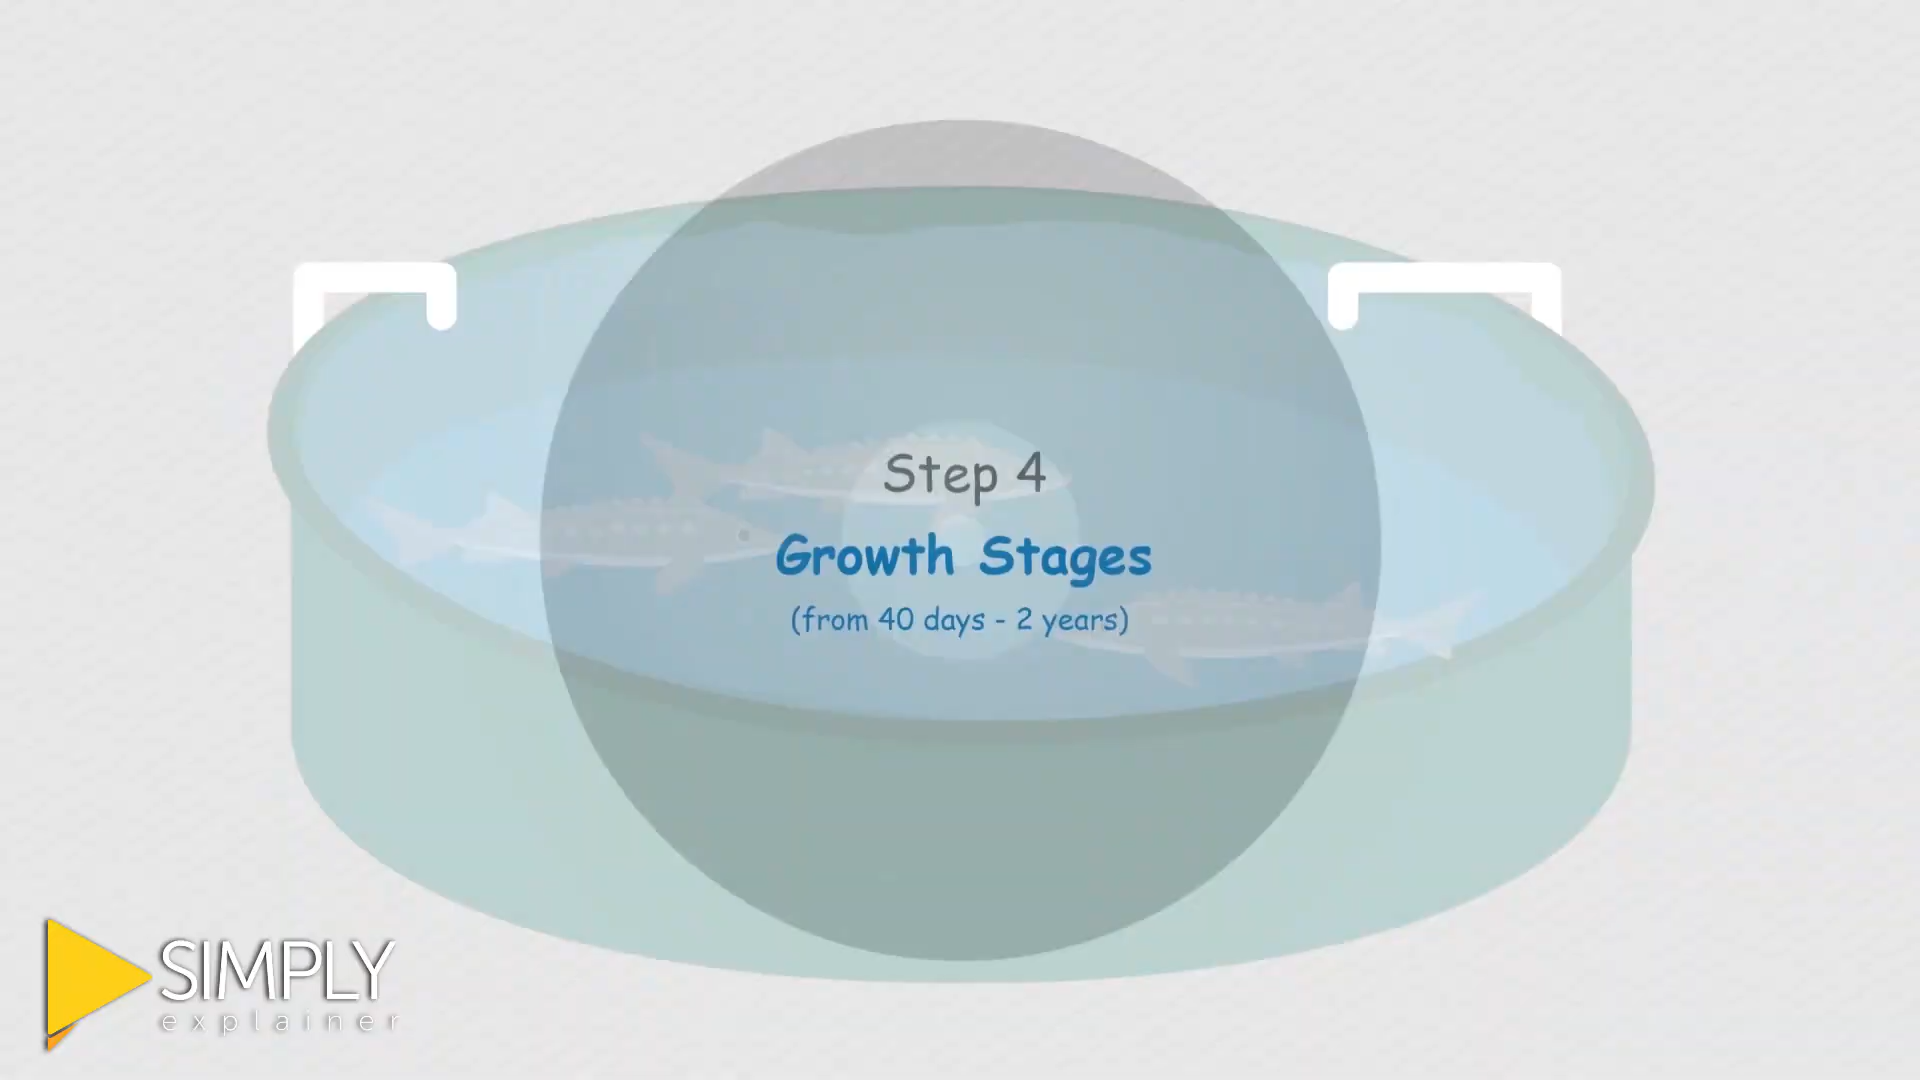 Step 4
Growth Stages
(from 40 days - 2 years)
SIMPLY
explainer